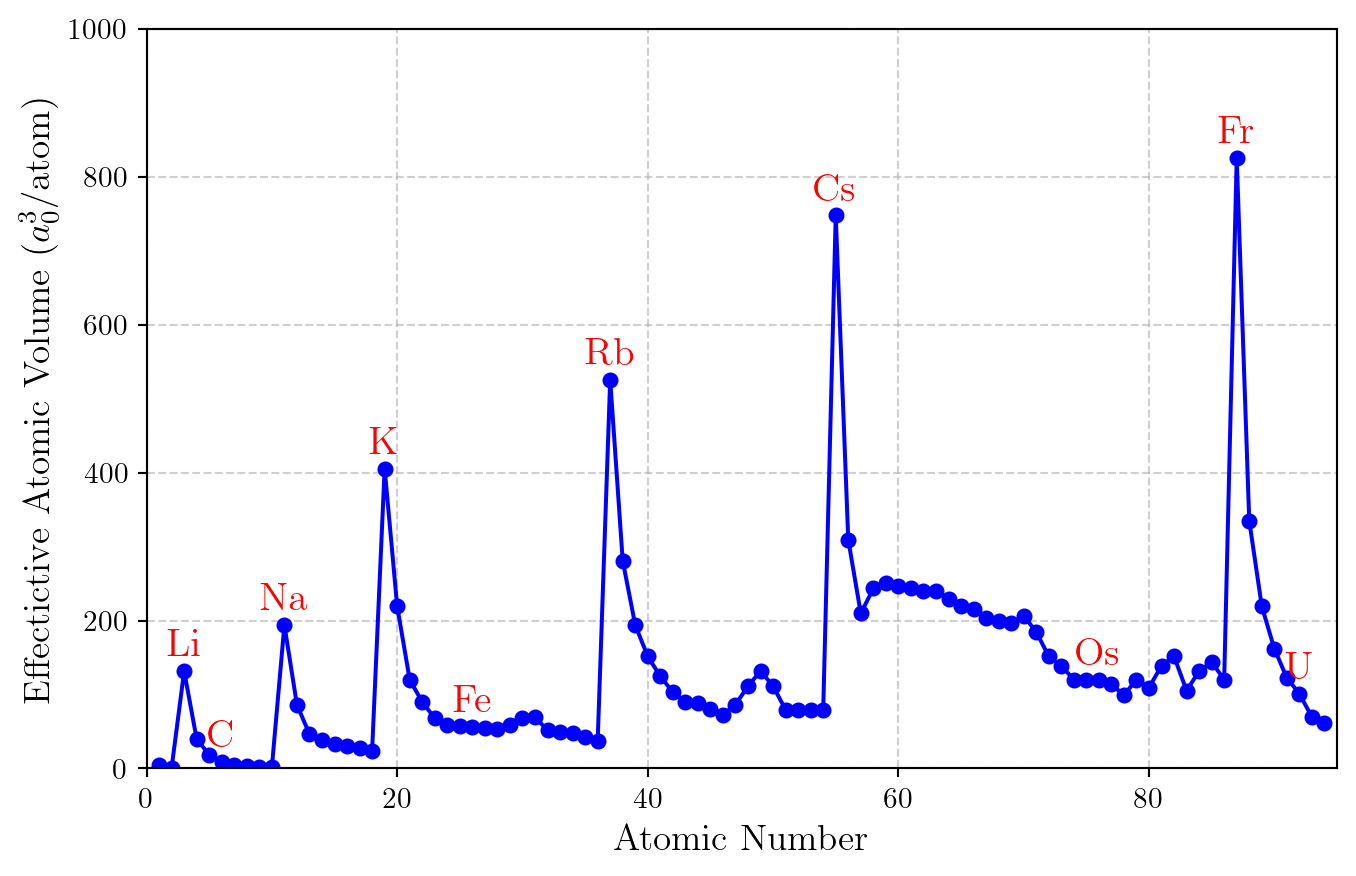 1000
800
600
400
200
0
Effectictive Atomic Volume ($a_0^3$/atom)
Li
C
Na
K
Fe
Rb
Cs
Os
Fr
U
0 20 40 60 80
Atomic Number